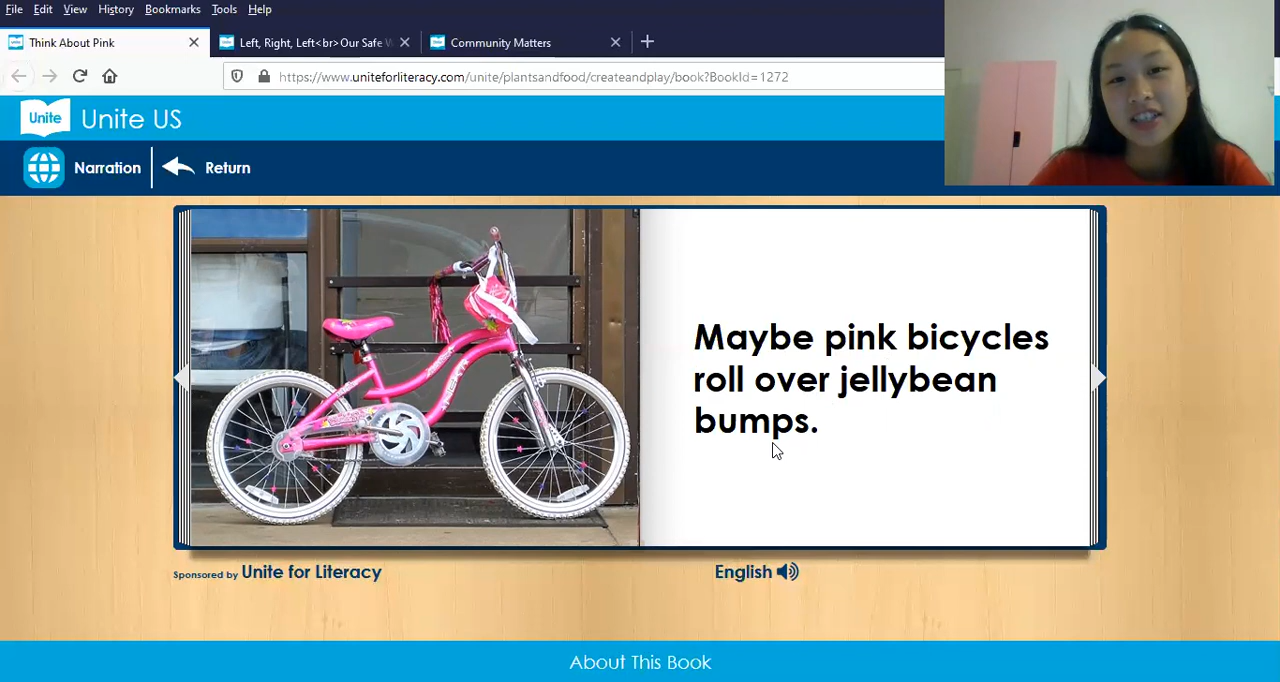 File Edit View History Bookmarks Tools Help
Think About Pink
Left, Right, Left<br>Our Safe W
Community Matters
https://www.uniteforliteracy.com/unite/plantsandfood/createandplay/book?BookId=1272
Unite Unite US
Narration Return
Maybe pink bicycles
roll over jellybean
bumps.
Sponsored by Unite for Literacy
English
About This Book